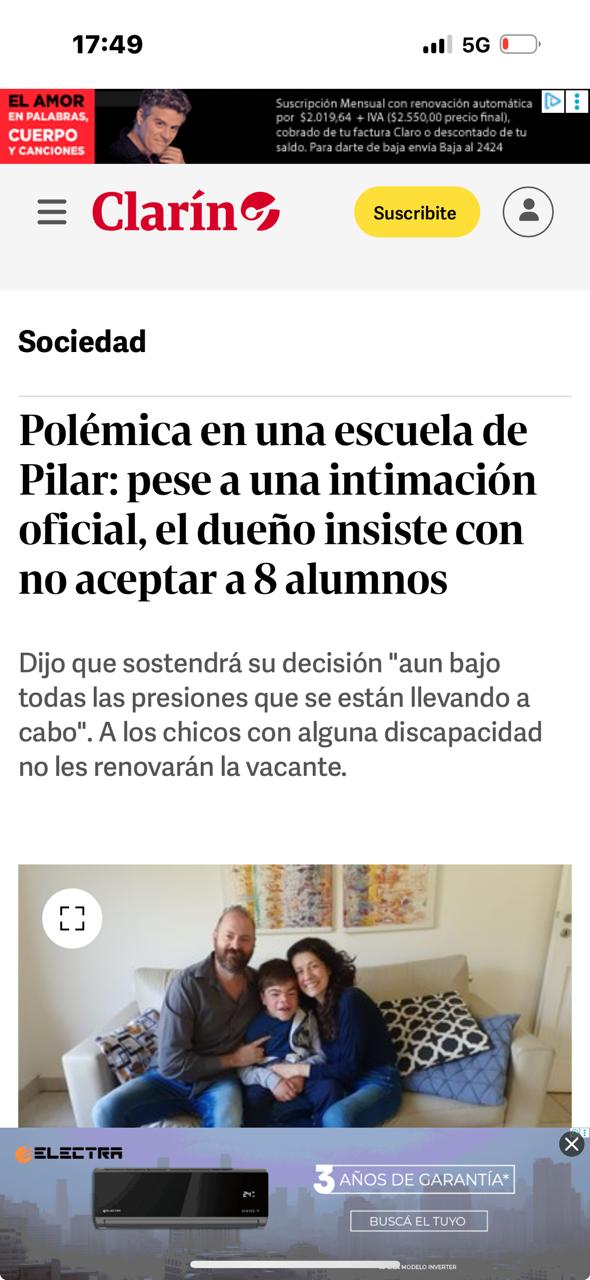 17:49
5G
EL AMOR
EN PALABRAS,
CUERPO
Y CANCIONES
Suscripción Mensual con renovación automática
por $2.019,64 + IVA ($2.550,00 precio final),
cobrado de tu factura Claro o descontado de tu
saldo. Para darte de baja envía Baja al 2424
Clarín
Suscribite
Sociedad
Polémica en una escuela de
Pilar: pese a una intimación
oficial, el dueño insiste con
no aceptar a 8 alumnos
Dijo que sostendrá su decisión "aun bajo
todas las presiones que se están llevando a
cabo". A los chicos con alguna discapacidad
no les renovarán la vacante.
ELECTRA
3 AÑOS DE GARANTÍA*
BUSCÁ EL TUYO
MODELO INVERTER